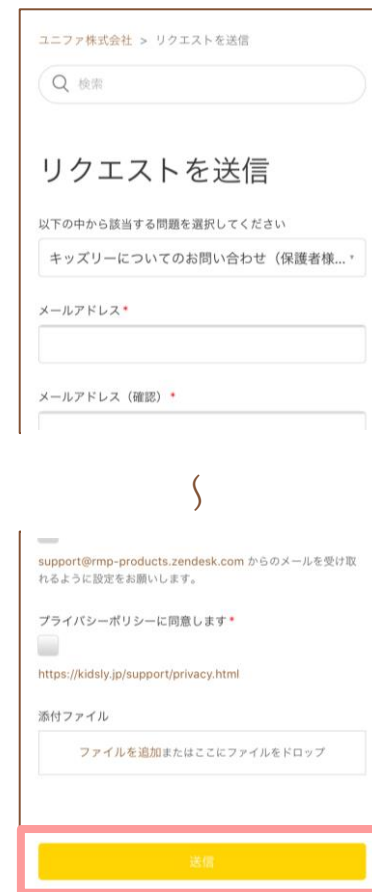 ユニファ株式会社 > リクエストを送信
検索
リクエストを送信
以下の中から該当する問題を選択してください
キッズリーについてのお問い合わせ（保護者様...
メールアドレス*
メールアドレス（確認）*
support@rmp-products.zendesk.com からのメールを受け取
れるように設定をお願いします。
プライバシーポリシーに同意します*
https://kidsly.jp/support/privacy.html
添付ファイル
ファイルを追加またはここにファイルをドロップ
送信